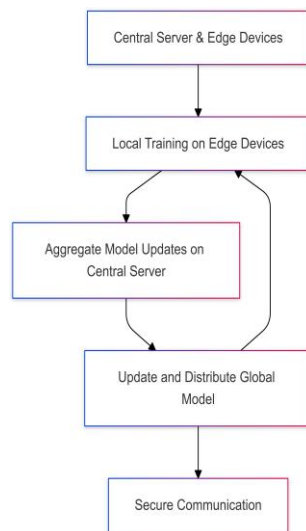 Central Server & Edge Devices
Local Training on Edge Devices
Aggregate Model Updates on
Central Server
Update and Distribute Global
Model
Secure Communication